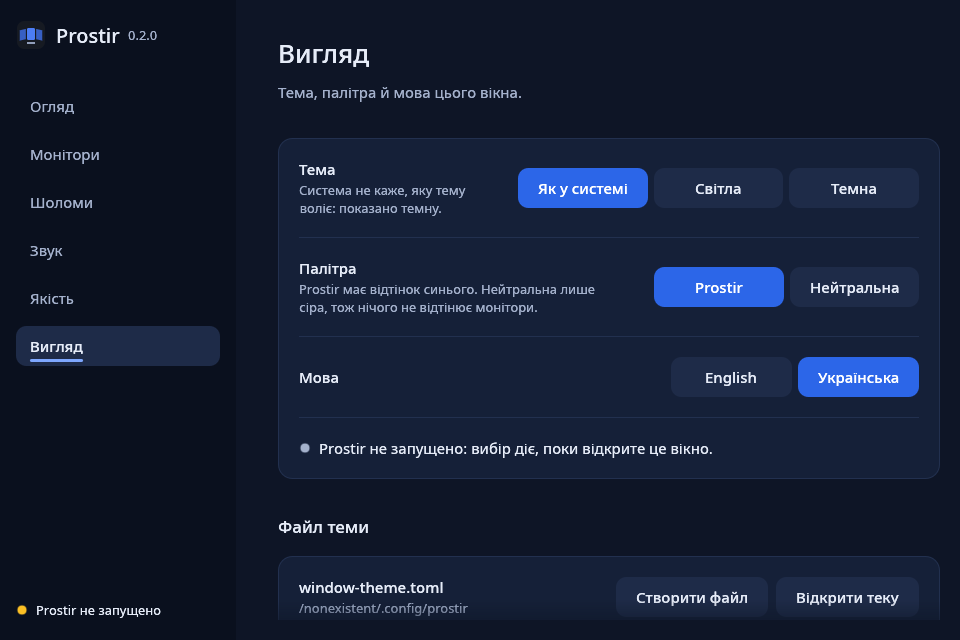 Prostir 0.2.0
Огляд
Монітори
Шоломи
Звук
Якість
Вигляд
Prostir не запущено
Вигляд
Тема, палітра й мова цього вікна.
Тема
Система не каже, яку тему
воліє: показано темну.
Як у системі
Світла
Темна
Палітра
Prostir має відтінок синього. Нейтральна лише
сіра, тож нічого не відтінює монітори.
Prostir
Нейтральна
Мова
English
Українська
Prostir не запущено: вибір діє, поки відкрите це вікно.
Файл теми
window-theme.toml
/nonexistent/.config/prostir
Створити файл
Відкрити теку